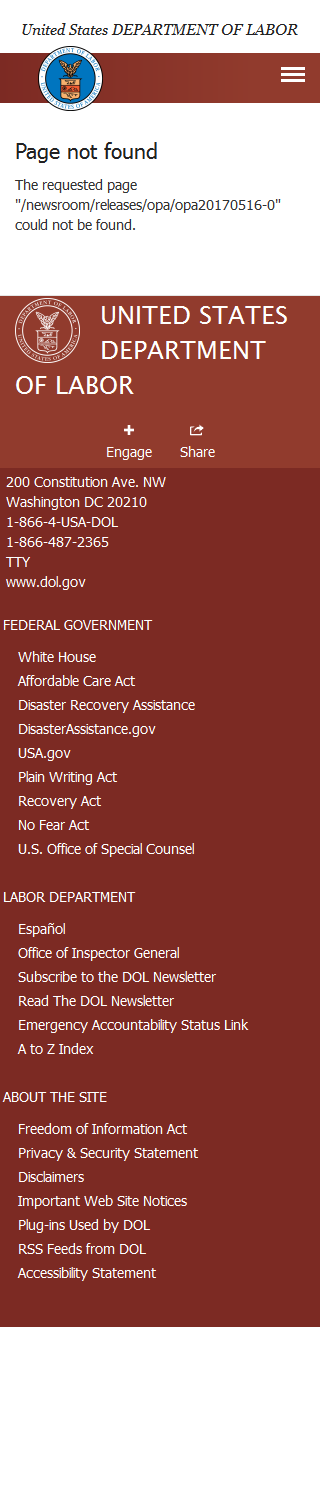 United States DEPARTMENT OF LABOR
Page not found
The requested page
"/newsroom/releases/opa/opa20170516-0"
could not be found.
UNITED STATES
DEPARTMENT
OF LABOR
Engage Share
200 Constitution Ave. NW
Washington DC 20210
1-866-4-USA-DOL
1-866-487-2365
TTY
www.dol.gov
FEDERAL GOVERNMENT
White House
Affordable Care Act
Disaster Recovery Assistance
DisasterAssistance.gov
USA.gov
Plain Writing Act
Recovery Act
No Fear Act
U.S. Office of Special Counsel
LABOR DEPARTMENT
Español
Office of Inspector General
Subscribe to the DOL Newsletter
Read The DOL Newsletter
Emergency Accountability Status Link
A to Z Index
ABOUT THE SITE
Freedom of Information Act
Privacy & Security Statement
Disclaimers
Important Web Site Notices
Plug-ins Used by DOL
RSS Feeds from DOL
Accessibility Statement